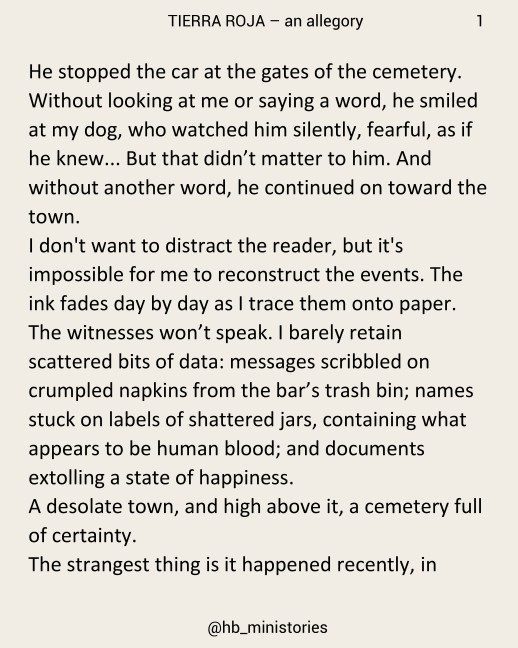 TIERRA ROJA – an allegory 1
He stopped the car at the gates of the cemetery.
Without looking at me or saying a word, he smiled
at my dog, who watched him silently, fearful, as if
he knew... But that didn’t matter to him. And
without another word, he continued on toward the
town.
I don't want to distract the reader, but it's
impossible for me to reconstruct the events. The
ink fades day by day as I trace them onto paper.
The witnesses won’t speak. I barely retain
scattered bits of data: messages scribbled on
crumpled napkins from the bar’s trash bin; names
stuck on labels of shattered jars, containing what
appears to be human blood; and documents
extolling a state of happiness.
A desolate town, and high above it, a cemetery full
of certainty.
The strangest thing is it happened recently, in
@hb_ministories